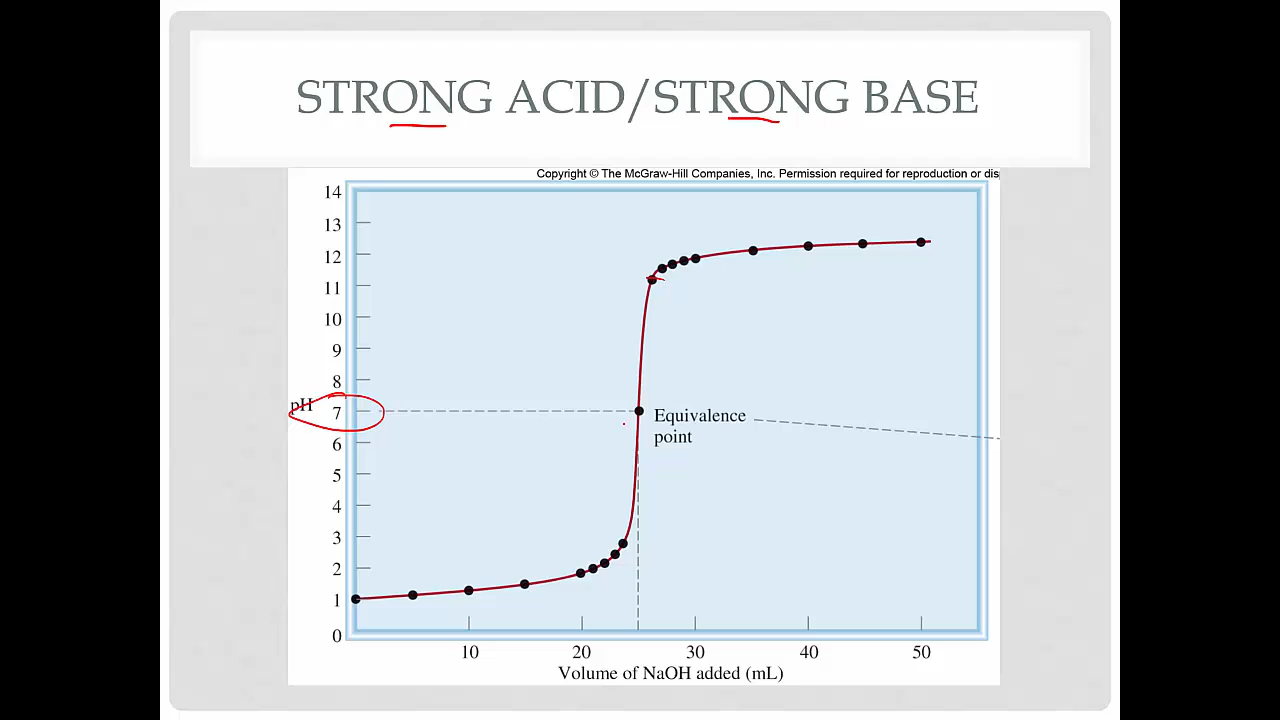 STRONG ACID/STRONG BASE
Copyright © The McGraw-Hill Companies, Inc. Permission required for reproduction or dis
14
13
12
11
10
9
8
pH
7
Equivalence
point
6
5
4
3
2
1
0
10 20 30 40 50
Volume of NaOH added (mL)